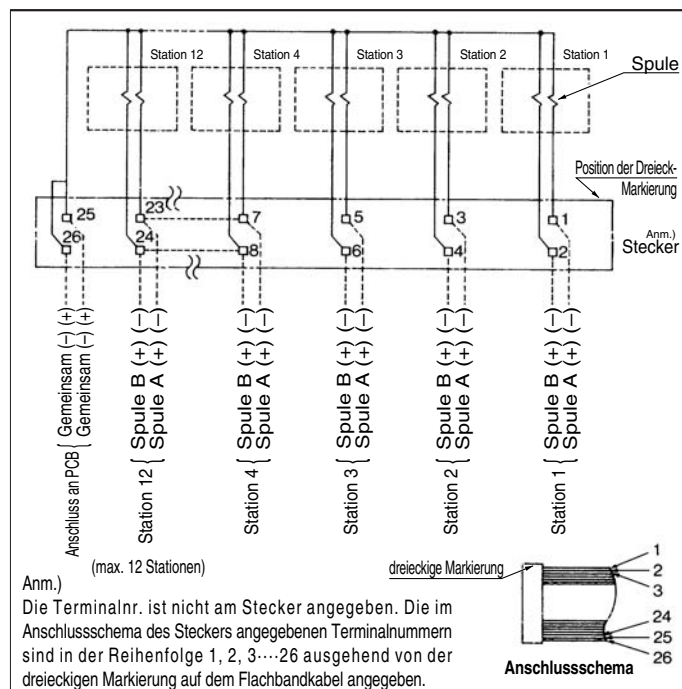 Station 12 Station 4 Station 3 Station 2 Station 1
Spule
Position der Dreieck-
Markierung
25 23 7 5 3 1
26 24 8 6 4 2
Anm.)
Stecker
Gemeinsam (–) (+)
Gemeinsam (–) (+)
Anschluss an PCB
Spule B (+) (–)
Spule A (+) (–)
Station 12
Spule B (+) (–)
Spule A (+) (–)
Station 4
Spule B (+) (–)
Spule A (+) (–)
Station 3
Spule B (+) (–)
Spule A (+) (–)
Station 2
Spule B (+) (–)
Spule A (+) (–)
Station 1
(max. 12 Stationen)
dreieckige Markierung
1
2
3
24
25
26
Anschlussschema
Anm.)
Die Terminalnr. ist nicht am Stecker angegeben. Die im
Anschlussschema des Steckers angegebenen Terminalnummern
sind in der Reihenfolge 1, 2, 3····26 ausgehend von der
dreieckigen Markierung auf dem Flachbandkabel angegeben.